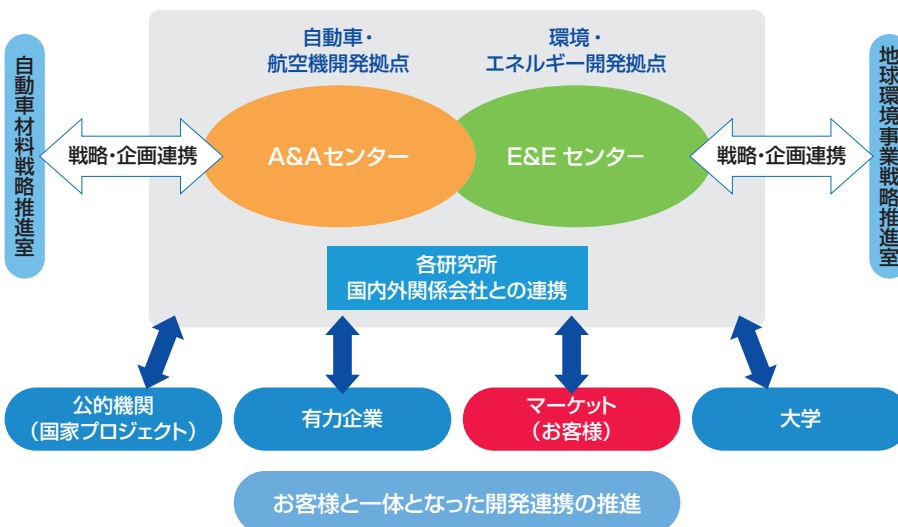 自動車・
航空機開発拠点
環境・
エネルギー開発拠点
自動車材料戦略推進室
戦略・企画連携
A&Aセンター
E&E センター
戦略・企画連携
地球環境事業戦略推進室
各研究所
国内外関係会社との連携
公的機関
（国家プロジェクト）
有力企業
マーケット
（お客様）
大学
お客様と一体となった開発連携の推進